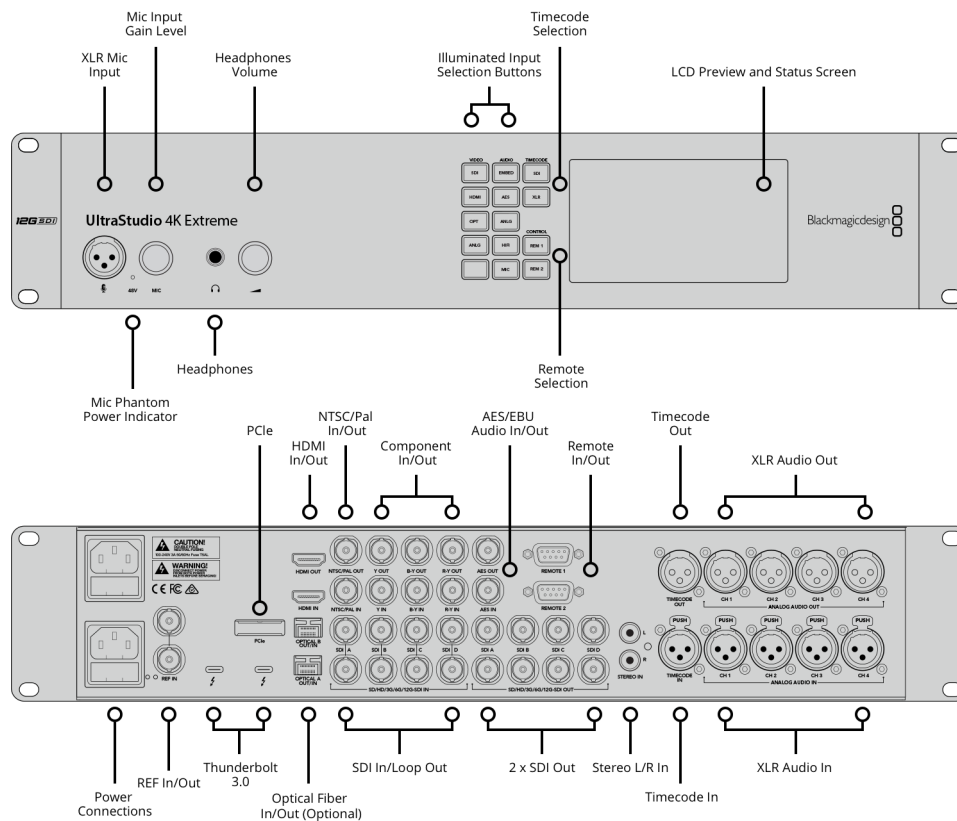 Mic Input
Gain Level
Timecode
Selection
XLR Mic
Input
Headphones
Volume
Illuminated Input
Selection Buttons
LCD Preview and Status Screen
VIDEO AUDIO TIMECODE
SDI EMBED SDI
HDMI AES XLR
OPT ANLG
CONTROL
ANLG HIFI REM 1
MIC REM 2
12G SDI
UltraStudio 4K Extreme
Blackmagicdesign
48V MIC
Headphones
Remote
Selection
Mic Phantom
Power Indicator
PCIe
HDMI
In/Out
NTSC/Pal
In/Out
Component
In/Out
AES/EBU
Audio In/Out
Remote
In/Out
Timecode
Out
XLR Audio Out
CAUTION!
WARNING!
CE FC
HDMI OUT
NTSC/PAL OUT Y OUT B-Y OUT R-Y OUT AES OUT
REMOTE 1
TIMECODE
OUT
CH 1 CH 2 CH 3 CH 4
ANALOG AUDIO OUT
HDMI IN
NTSC/PAL IN Y IN B-Y IN R-Y IN AES IN
REMOTE 2
PUSH PUSH PUSH PUSH PUSH
PCIe
OPTICAL B
OUT/IN
SDI A SDI B SDI C SDI D SDI A SDI B SDI C SDI D
L
R
STEREO IN
REF IN
OPTICAL A
OUT/IN
SD/HD/3G/6G/12G-SDI IN
SD/HD/3G/6G/12G-SDI OUT
TIMECODE
IN
CH 1 CH 2 CH 3 CH 4
ANALOG AUDIO IN
Power
Connections
REF In/Out
Thunderbolt
3.0
Optical Fiber
In/Out (Optional)
SDI In/Loop Out
2 x SDI Out
Stereo L/R In
Timecode In
XLR Audio In